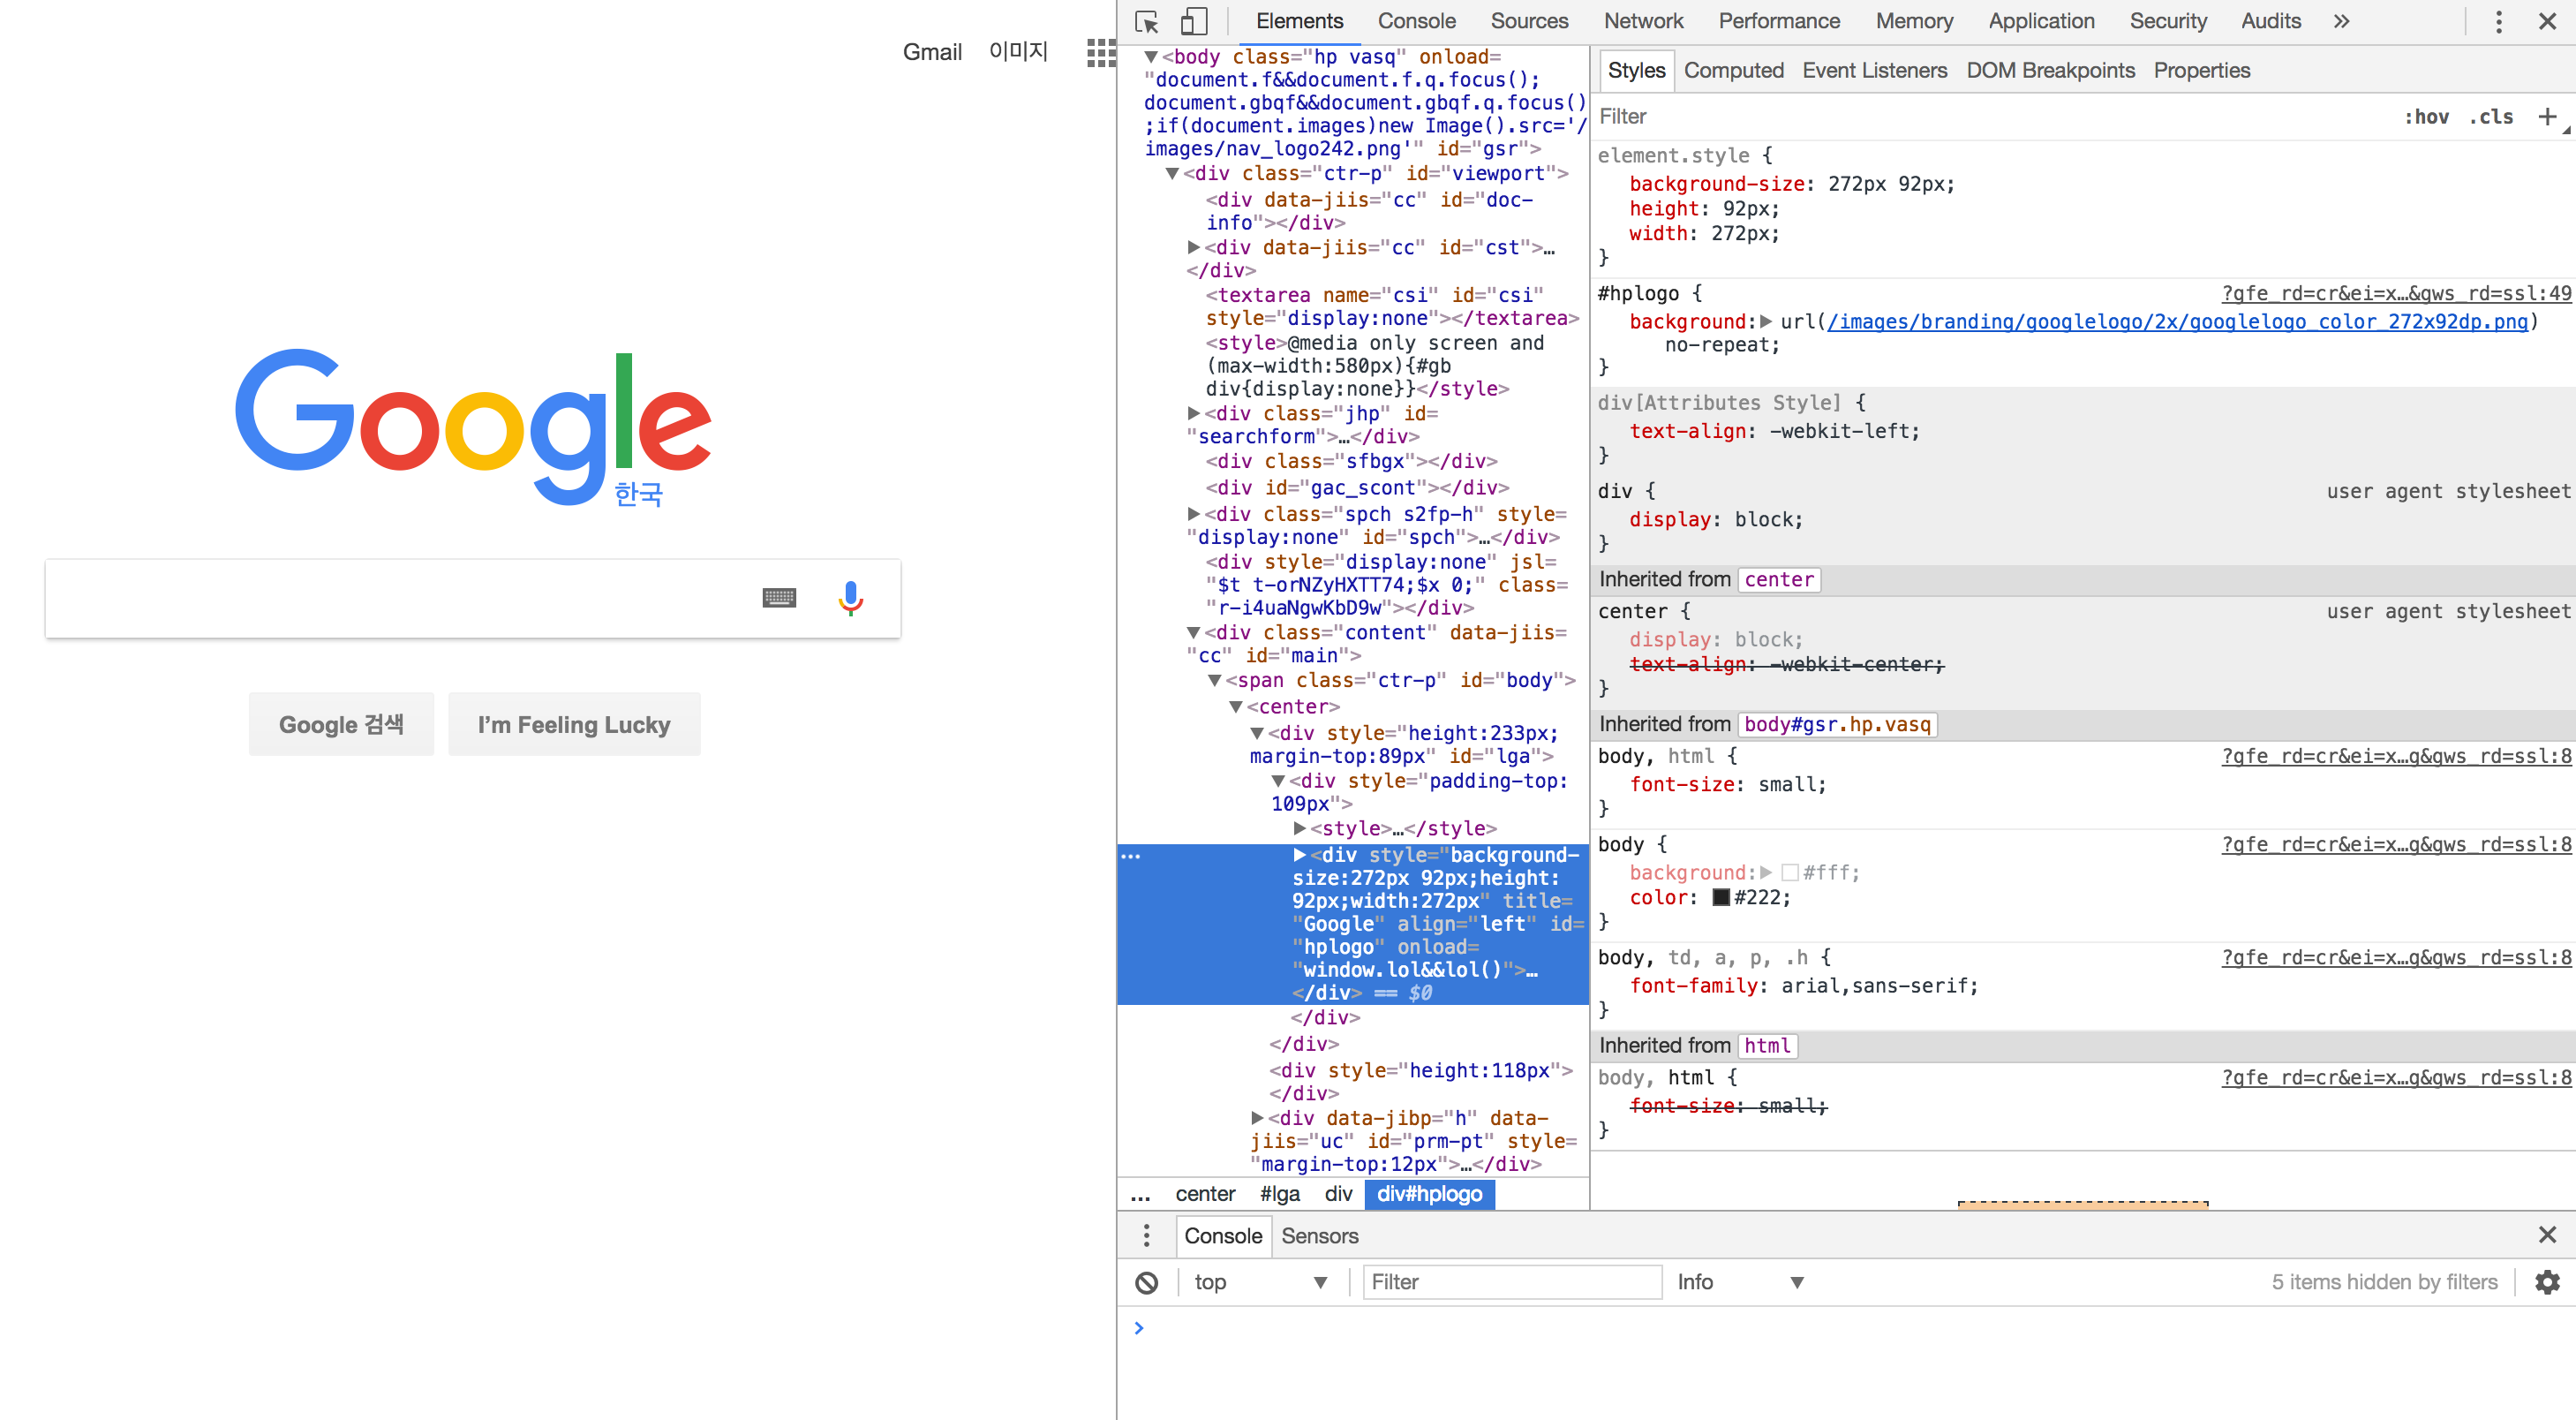 Gmail 이미지
Google
한국
Google 검색 I'm Feeling Lucky
Elements Console Sources Network Performance Memory Application Security Audits »
▼<body class="hp vasq" onload=
"document.f&&document.f.q.focus();
document.gbqf&&document.gbqf.q.focus()
;if(document.images)new Image().src='/
images/nav_logo242.png'" id="gsr">
▼<div class="ctr-p" id="viewport">
<div data-jiis="cc" id="doc-
info"></div>
▶<div data-jiis="cc" id="cst">…
</div>
<textarea name="csi" id="csi"
style="display:none"></textarea>
<style>@media only screen and
(max-width:580px){#gb
div{display:none}}</style>
▶<div class="jhp" id=
"searchform">…</div>
<div class="sfbgx"></div>
<div id="gac_scont"></div>
▶<div class="spch s2fp-h" style=
"display:none" id="spch">…</div>
<div style="display:none" jsl=
"$t t-orNZyHXTT74;$x 0;" class=
"r-i4uaNgwKbD9w"></div>
▼<div class="content" data-jiis=
"cc" id="main">
▼<span class="ctr-p" id="body">
▼<center>
▼<div style="height:233px;
margin-top:89px" id="lga">
▼<div style="padding-top:
109px">
▶<style>…</style>
… ▶<div style="background-
size:272px 92px;height:
92px;width:272px" title=
"Google" align="left" id=
"hplogo" onload=
"window.lol&&lol()">…
</div> == $0
</div>
</div>
<div style="height:118px">
</div>
▶<div data-jibp="h" data-
jiis="uc" id="prm-pt" style=
"margin-top:12px">…</div>
... center #lga div div#hplogo
Styles Computed Event Listeners DOM Breakpoints Properties
Filter :hov .cls +
element.style {
background-size: 272px 92px;
height: 92px;
width: 272px;
}
#hplogo { ?gfe_rd=cr&ei=x…&gws_rd=ssl:49
background:▶ url(/images/branding/googlelogo/2x/googlelogo_color_272x92dp.png)
no-repeat;
}
div[Attributes Style] {
text-align: -webkit-left;
}
div { user agent stylesheet
display: block;
}
Inherited from center
center { user agent stylesheet
display: block;
text-align: -webkit-center;
}
Inherited from body#gsr.hp.vasq
body, html { ?gfe_rd=cr&ei=x…g&gws_rd=ssl:8
font-size: small;
}
body { ?gfe_rd=cr&ei=x…g&gws_rd=ssl:8
background:▶ #fff;
color: #222;
}
body, td, a, p, .h { ?gfe_rd=cr&ei=x…g&gws_rd=ssl:8
font-family: arial,sans-serif;
}
Inherited from html
body, html { ?gfe_rd=cr&ei=x…g&gws_rd=ssl:8
font-size: small;
}
Console Sensors
top ▼ Filter Info ▼ 5 items hidden by filters
>